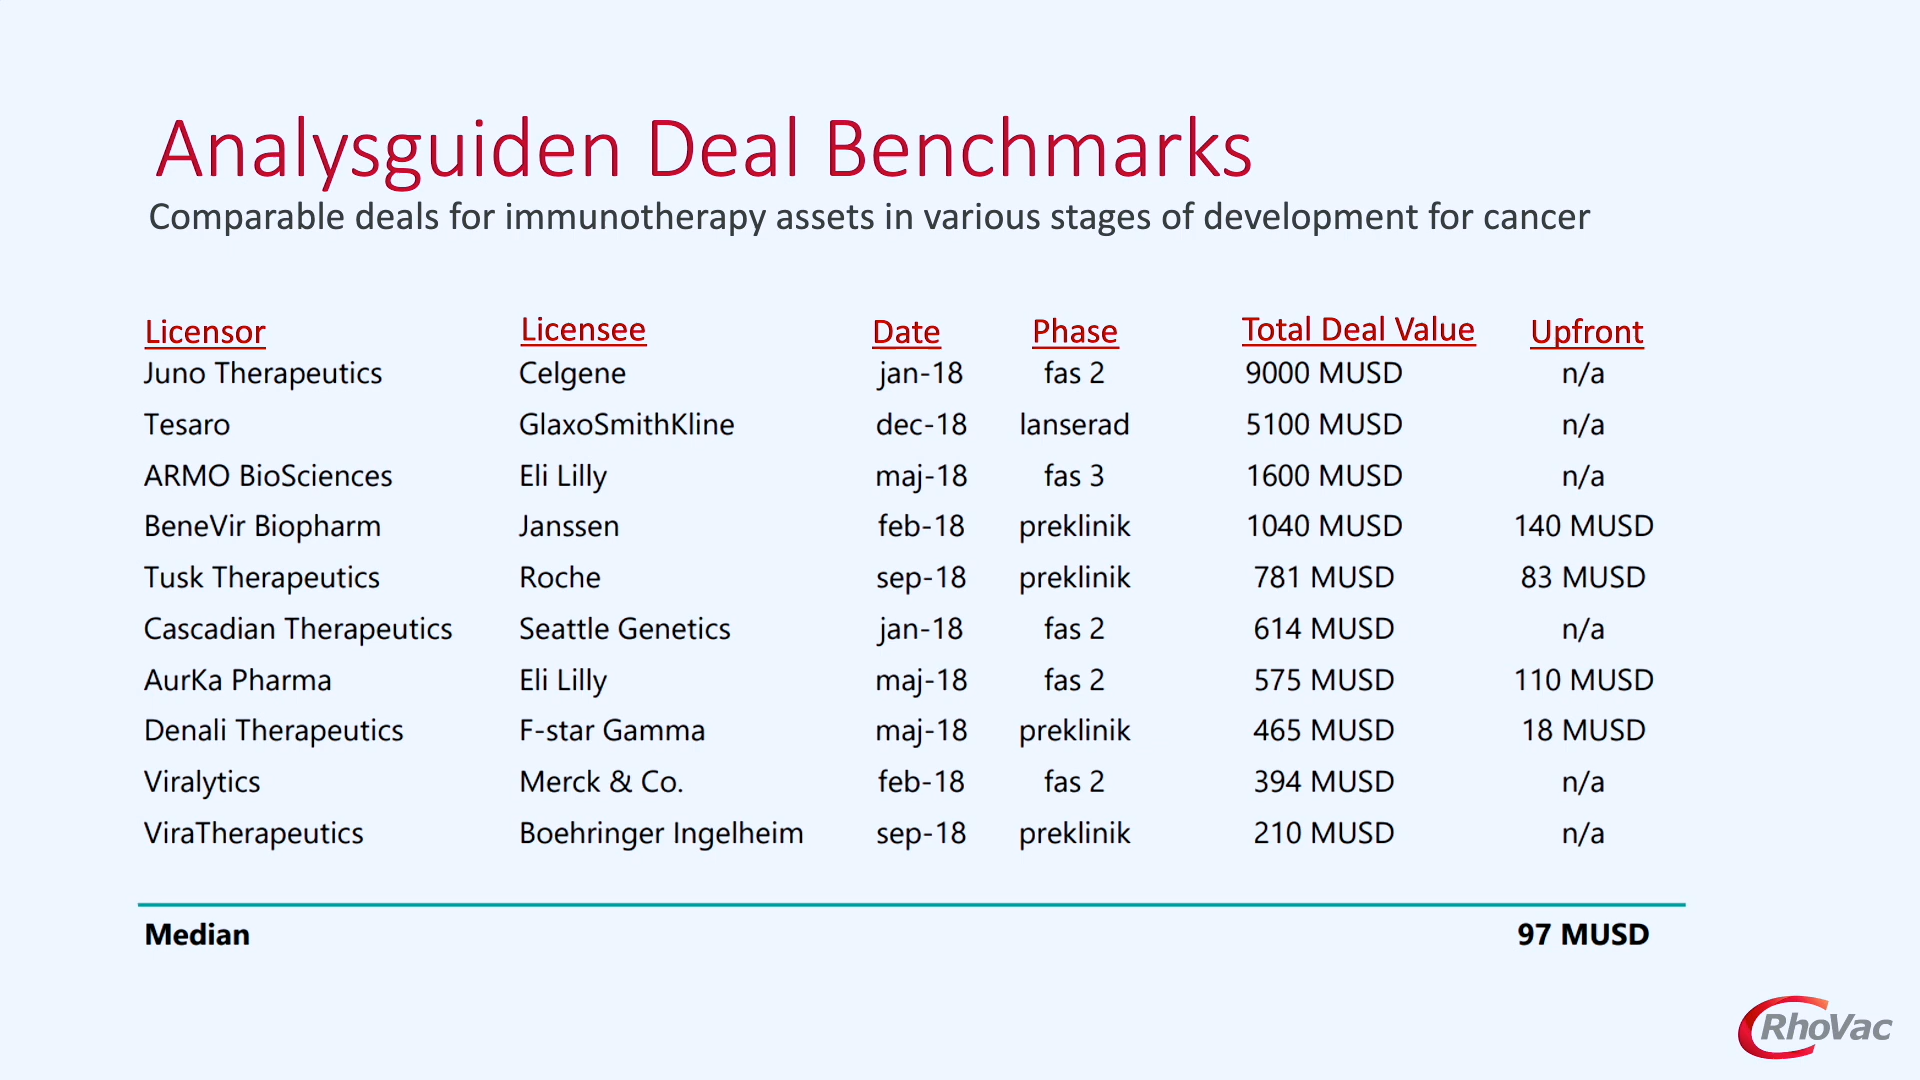 Analysguiden Deal Benchmarks
Comparable deals for immunotherapy assets in various stages of development for cancer
Licensor Licensee Date Phase Total Deal Value Upfront
Juno Therapeutics Celgene jan-18 fas 2 9000 MUSD n/a
Tesaro GlaxoSmithKline dec-18 lanserad 5100 MUSD n/a
ARMO BioSciences Eli Lilly maj-18 fas 3 1600 MUSD n/a
BeneVir Biopharm Janssen feb-18 preklinik 1040 MUSD 140 MUSD
Tusk Therapeutics Roche sep-18 preklinik 781 MUSD 83 MUSD
Cascadian Therapeutics Seattle Genetics jan-18 fas 2 614 MUSD n/a
AurKa Pharma Eli Lilly maj-18 fas 2 575 MUSD 110 MUSD
Denali Therapeutics F-star Gamma maj-18 preklinik 465 MUSD 18 MUSD
Viralytics Merck & Co. feb-18 fas 2 394 MUSD n/a
ViraTherapeutics Boehringer Ingelheim sep-18 preklinik 210 MUSD n/a
Median 97 MUSD
RhoVac